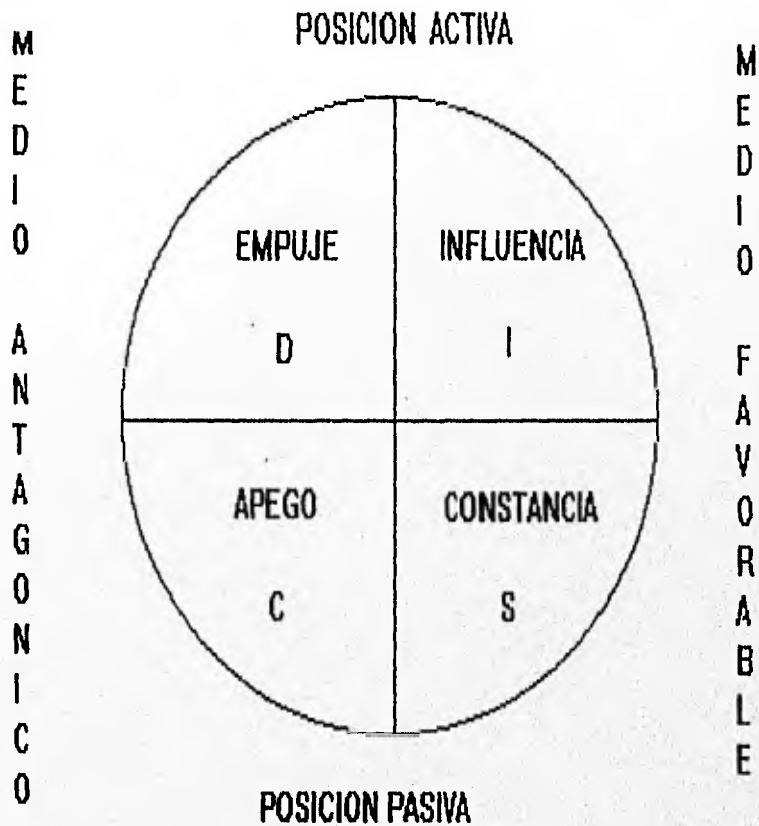 POSICION ACTIVA
MEDIO ANTAGONICO
MEDIO FAVORABLE
EMPUJE
INFLUENCIA
D
I
APEGO
CONSTANCIA
C
S
POSICION PASIVA